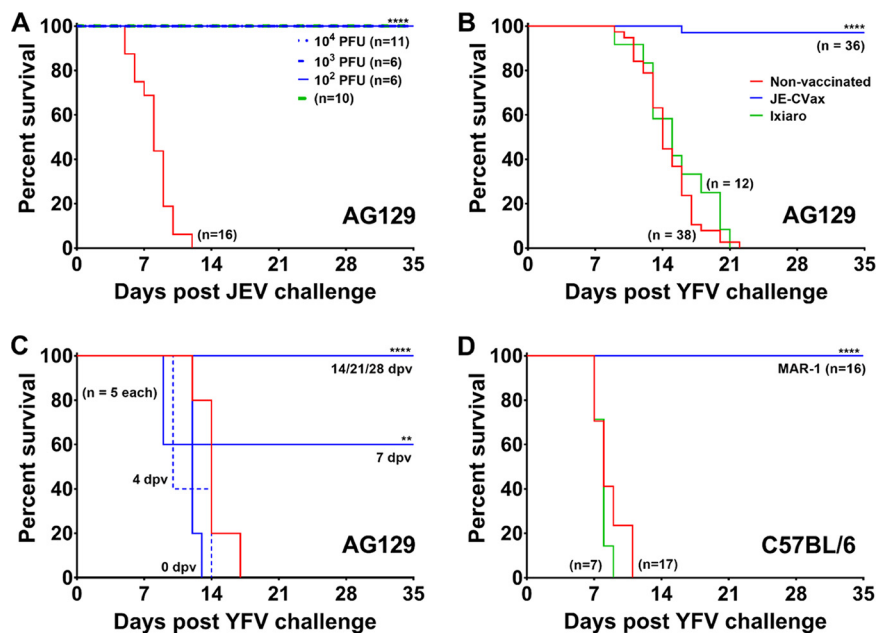 A
Percent survival
100
80
60
40
20
0
****
10⁴ PFU (n=11)
10³ PFU (n=6)
10² PFU (n=6)
(n=10)
(n=16)
AG129
0 7 14 21 28 35
Days post JEV challenge
B
Percent survival
100
80
60
40
20
0
****
(n = 36)
Non-vaccinated
JE-CVax
Ixiaro
(n = 12)
(n = 38)
AG129
0 7 14 21 28 35
Days post YFV challenge
C
Percent survival
100
80
60
40
20
0
****
14/21/28 dpv
(n = 5 each)
**
7 dpv
4 dpv
0 dpv
AG129
0 7 14 21 28 35
Days post YFV challenge
D
Percent survival
100
80
60
40
20
0
****
MAR-1 (n=16)
(n=7)
(n=17)
C57BL/6
0 7 14 21 28 35
Days post YFV challenge